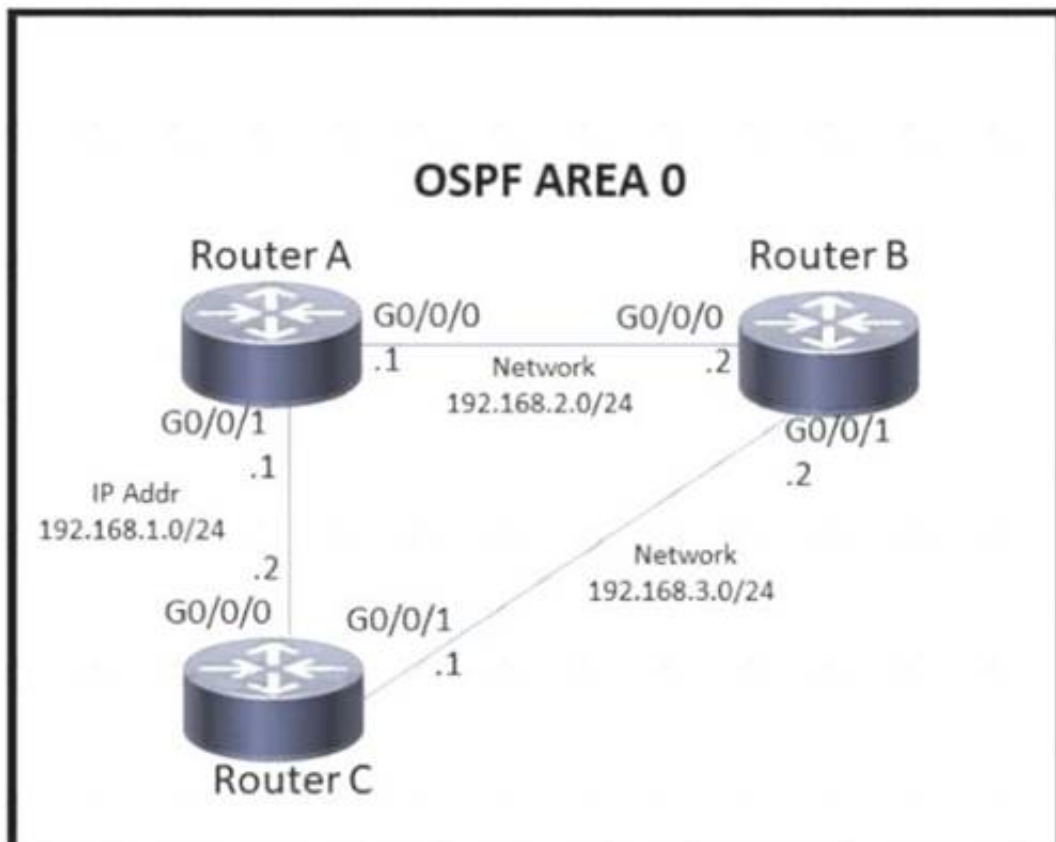 OSPF AREA 0
Router A
Router B
G0/0/0
G0/0/0
.1
.2
Network
192.168.2.0/24
G0/0/1
G0/0/1
.1
.2
IP Addr
192.168.1.0/24
Network
192.168.3.0/24
.2
G0/0/0
G0/0/1
.1
Router C